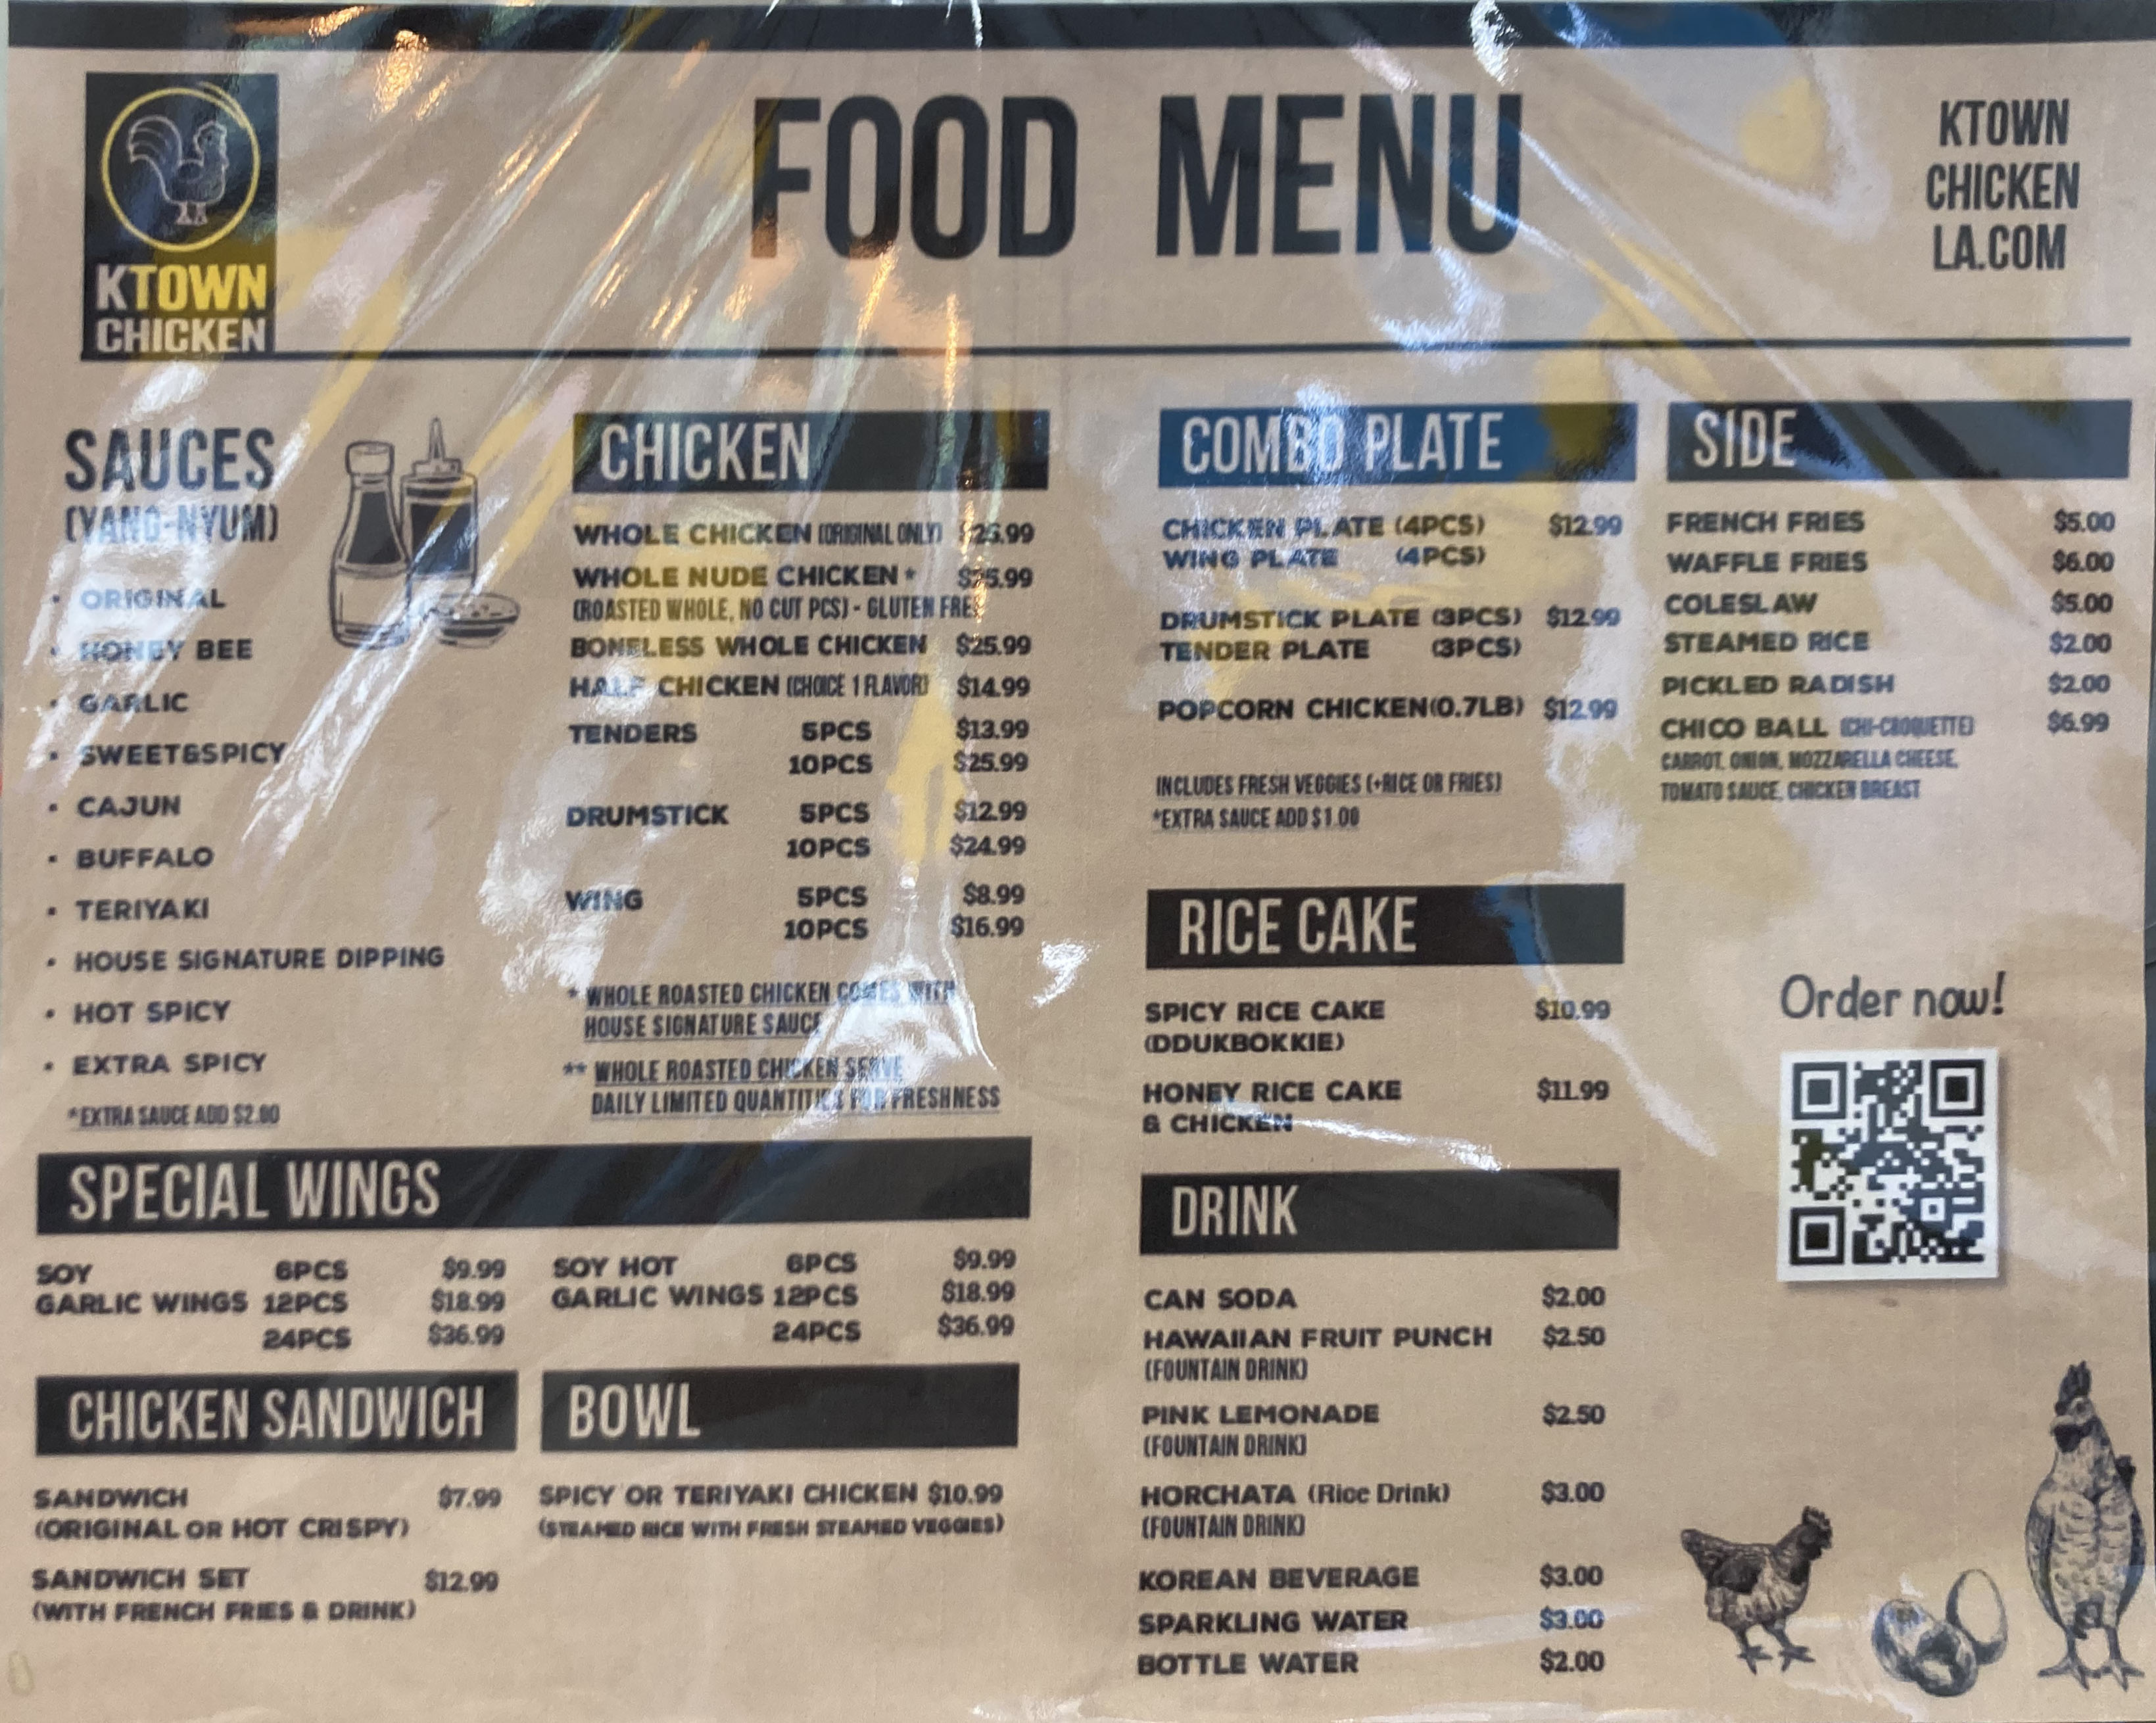 KTOWN
CHICKEN
FOOD MENU
KTOWN
CHICKEN
LA.COM
SAUCES
(YANG-NYUM)
• ORIGINAL
• HONEY BEE
• GARLIC
• SWEET&SPICY
• CAJUN
• BUFFALO
• TERIYAKI
• HOUSE SIGNATURE DIPPING
• HOT SPICY
• EXTRA SPICY
*EXTRA SAUCE ADD $2.00
CHICKEN
WHOLE CHICKEN (ORIGINAL ONLY)
WHOLE NUDE CHICKEN * $25.99
(ROASTED WHOLE, NO CUT PCS) - GLUTEN FREE
BONELESS WHOLE CHICKEN $25.99
HALF CHICKEN (CHOICE 1 FLAVOR) $14.99
TENDERS 5PCS $13.99
10PCS $25.99
DRUMSTICK 5PCS $12.99
10PCS $24.99
WING 5PCS $8.99
10PCS $16.99
* WHOLE ROASTED CHICKEN COMES WITH
HOUSE SIGNATURE SAUCE
** WHOLE ROASTED CHICKEN SERVE
DAILY LIMITED QUANTITIES FOR FRESHNESS
SPECIAL WINGS
SOY 6PCS $9.99
GARLIC WINGS 12PCS $18.99
24PCS $36.99
SOY HOT 6PCS $9.99
GARLIC WINGS 12PCS $18.99
24PCS $36.99
CHICKEN SANDWICH
SANDWICH $7.99
(ORIGINAL OR HOT CRISPY)
SANDWICH SET $12.99
(WITH FRENCH FRIES & DRINK)
BOWL
SPICY OR TERIYAKI CHICKEN $10.99
(STEAMED RICE WITH FRESH STEAMED VEGGIES)
COMBO PLATE
CHICKEN PLATE (4PCS) $12.99
WING PLATE (4PCS)
DRUMSTICK PLATE (3PCS) $12.99
TENDER PLATE (3PCS)
POPCORN CHICKEN(0.7LB) $12.99
INCLUDES FRESH VEGGIES (+RICE OR FRIES)
*EXTRA SAUCE ADD $1.00
RICE CAKE
SPICY RICE CAKE $10.99
(DDUKBOKKIE)
HONEY RICE CAKE $11.99
& CHICKEN
DRINK
CAN SODA $2.00
HAWAIIAN FRUIT PUNCH $2.50
(FOUNTAIN DRINK)
PINK LEMONADE $2.50
(FOUNTAIN DRINK)
HORCHATA (Rice Drink) $3.00
(FOUNTAIN DRINK)
KOREAN BEVERAGE $3.00
SPARKLING WATER $3.00
BOTTLE WATER $2.00
SIDE
FRENCH FRIES $5.00
WAFFLE FRIES $6.00
COLESLAW $5.00
STEAMED RICE $2.00
PICKLED RADISH $2.00
CHICO BALL (CHI-CROQUETTE) $6.99
CARROT, ONION, MOZZARELLA CHEESE,
TOMATO SAUCE, CHICKEN BREAST
Order now!